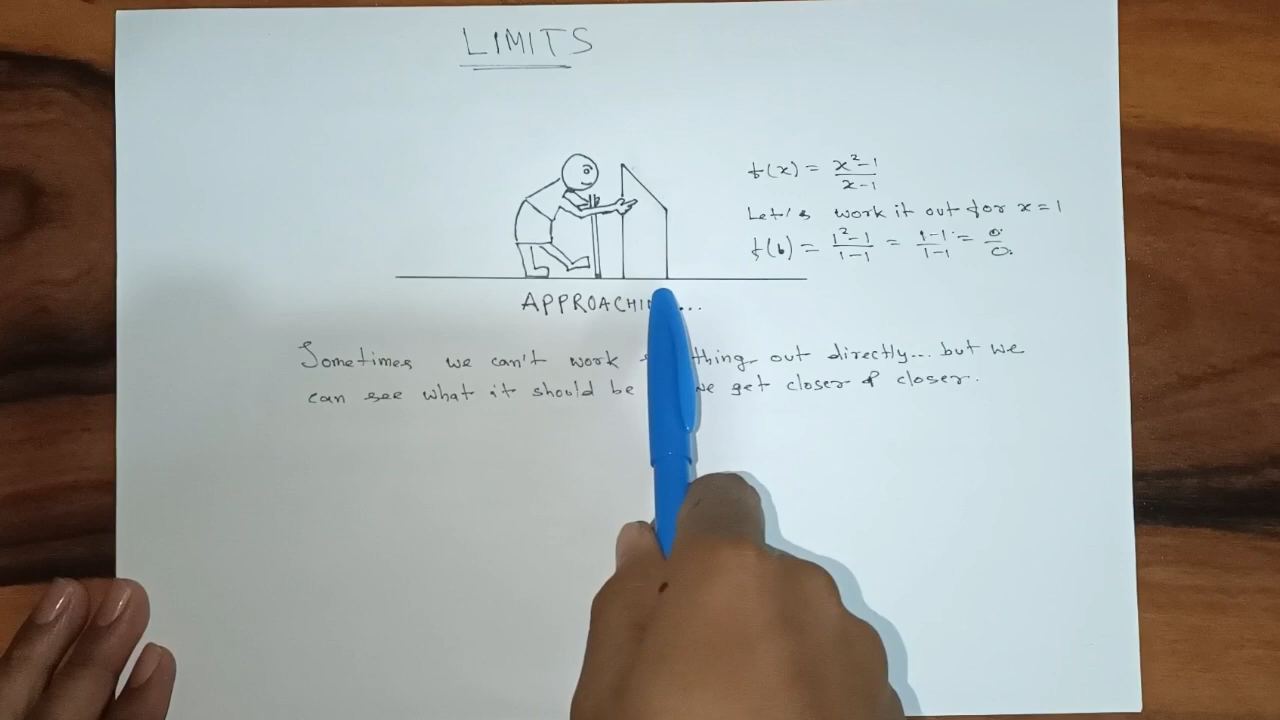 LIMITS
f(x) = x²-1 / x-1
Let's work it out for x=1
= 1²-1 / 1-1 = 1-1 / 1-1 = 0/0
APPROACHIN...
Sometimes we can't work thing out directly... but we
can see what it should be we get closer & closer.